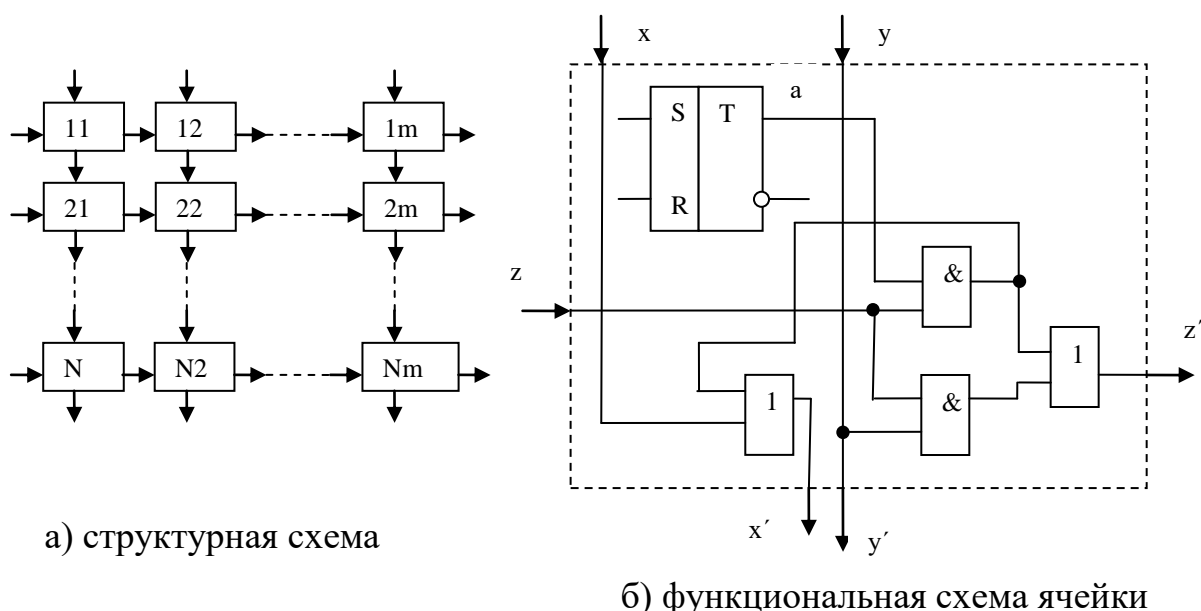 x y
a
11 12 1m
S T
21 22 2m
R
z
&
z´
N N2 Nm
1
1
&
x´ y´
а) структурная схема
б) функциональная схема ячейки